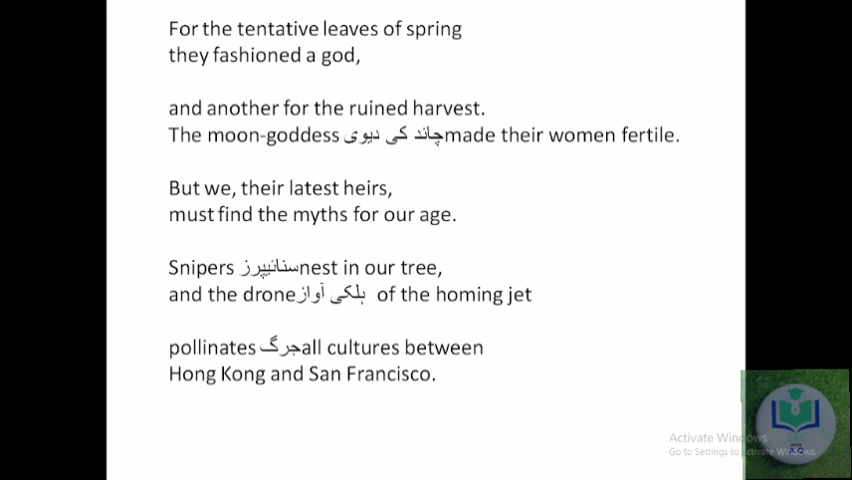 For the tentative leaves of spring
they fashioned a god,
and another for the ruined harvest.
The moon-goddess چاند کی دیوی made their women fertile.
But we, their latest heirs,
must find the myths for our age.
Snipers سنائیپرز nest in our tree,
and the drone ہلکی آواز of the homing jet
pollinates جرگ all cultures between
Hong Kong and San Francisco.
Activate Windows
Go to Settings to activate Windows.